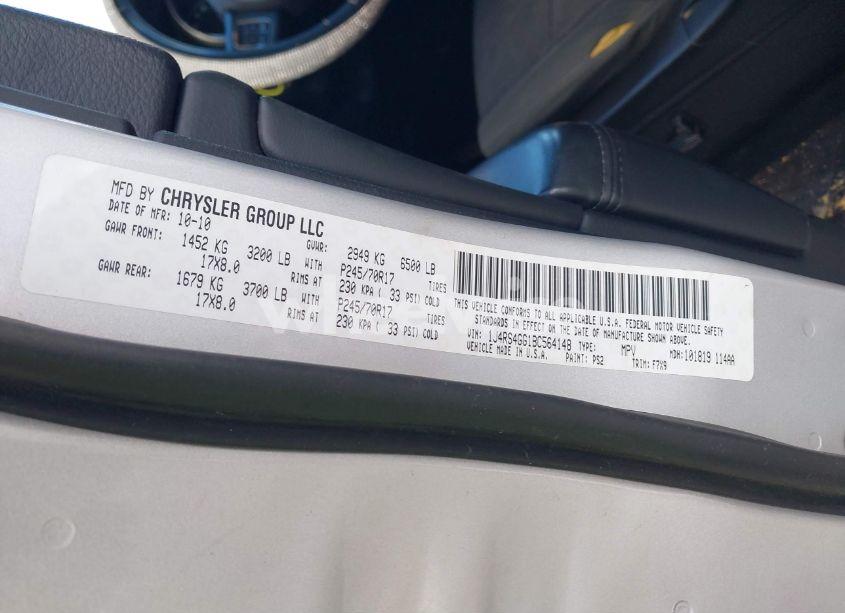 MFD BY CHRYSLER GROUP LLC
DATE OF MFR: 10-10 GVWR: 2949 KG 6500 LB
GAWR FRONT: 1452 KG 3200 LB WITH P245/70R17 TIRES
17X8.0 RIMS AT 230 KPA ( 33 PSI) COLD
GAWR REAR: 1679 KG 3700 LB WITH P245/70R17 TIRES
17X8.0 RIMS AT 230 KPA ( 33 PSI) COLD
THIS VEHICLE CONFORMS TO ALL APPLICABLE U.S.A. FEDERAL MOTOR VEHICLE SAFETY
STANDARDS IN EFFECT ON THE DATE OF MANUFACTURE SHOWN ABOVE.
VIN: 1J4RS4GG1BC564148 TYPE: MPV MDH: 101819 114AA
VEHICLE MADE IN U.S.A. PAINT: PS2 TRIM: F7X9